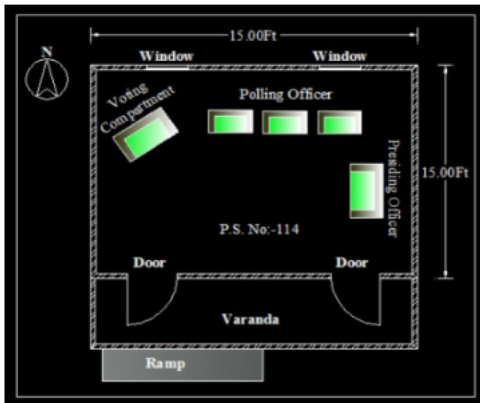 15.00Ft
Window
Window
N
Voting
Compartment
Polling Officer
Presiding Officer
15.00Ft
P.S. No:-114
Door
Door
Varanda
Ramp